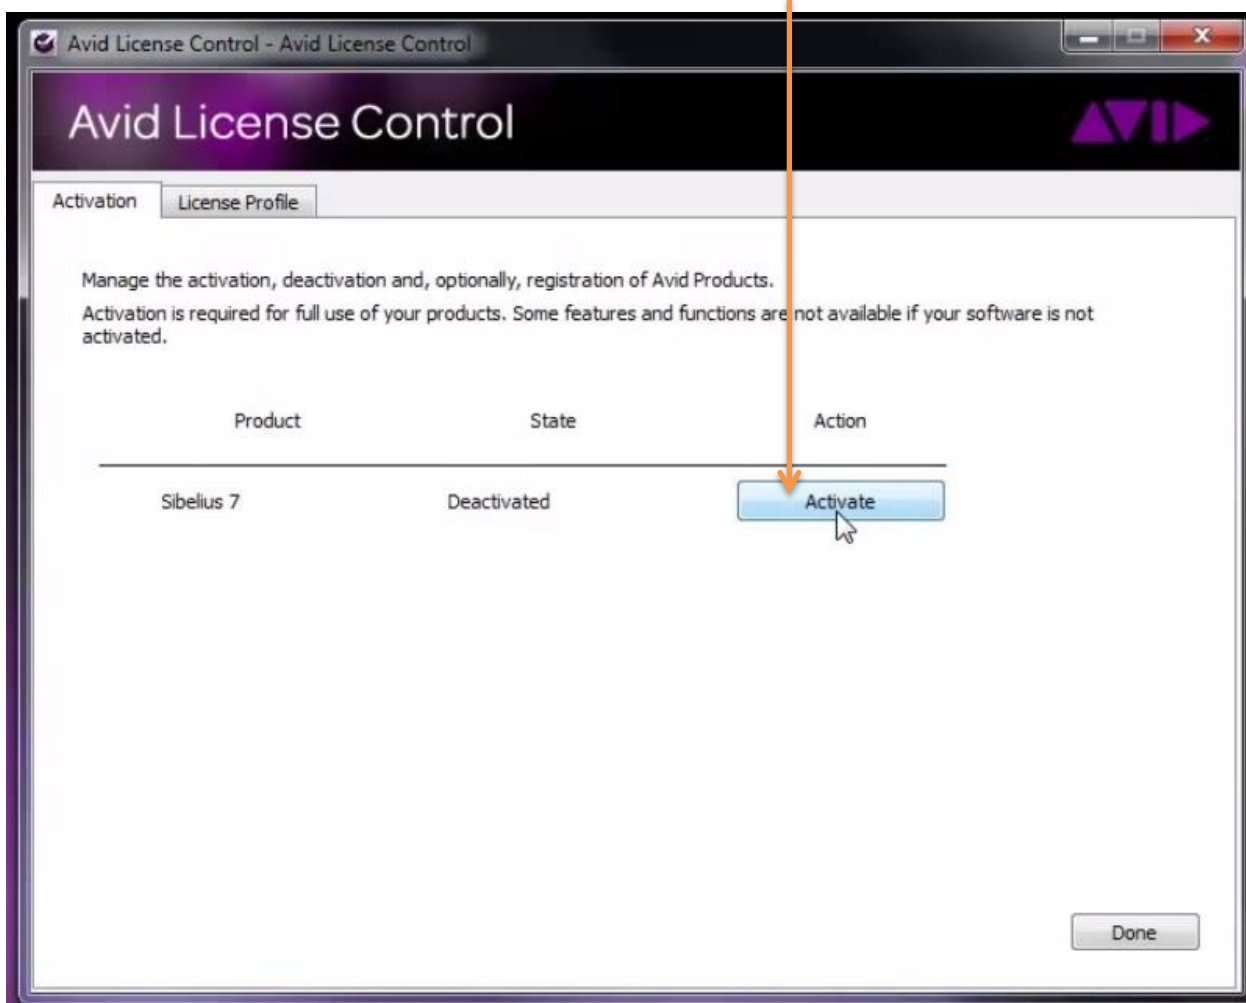 Avid License Control - Avid License Control
Avid License Control
AVID
Activation License Profile
Manage the activation, deactivation and, optionally, registration of Avid Products.
Activation is required for full use of your products. Some features and functions are not available if your software is not
activated.
Product State Action
Sibelius 7 Deactivated Activate
Done